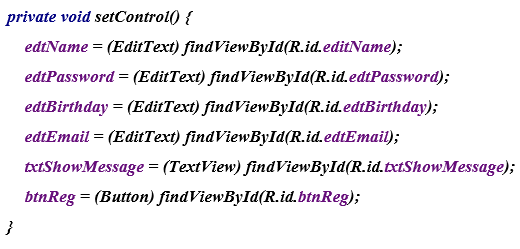 private void setControl() {
edtName = (EditText) findViewById(R.id.editName);
edtPassword = (EditText) findViewById(R.id.edtPassword);
edtBirthday = (EditText) findViewById(R.id.edtBirthday);
edtEmail = (EditText) findViewById(R.id.edtEmail);
txtShowMessage = (TextView) findViewById(R.id.txtShowMessage);
btnReg = (Button) findViewById(R.id.btnReg);
}